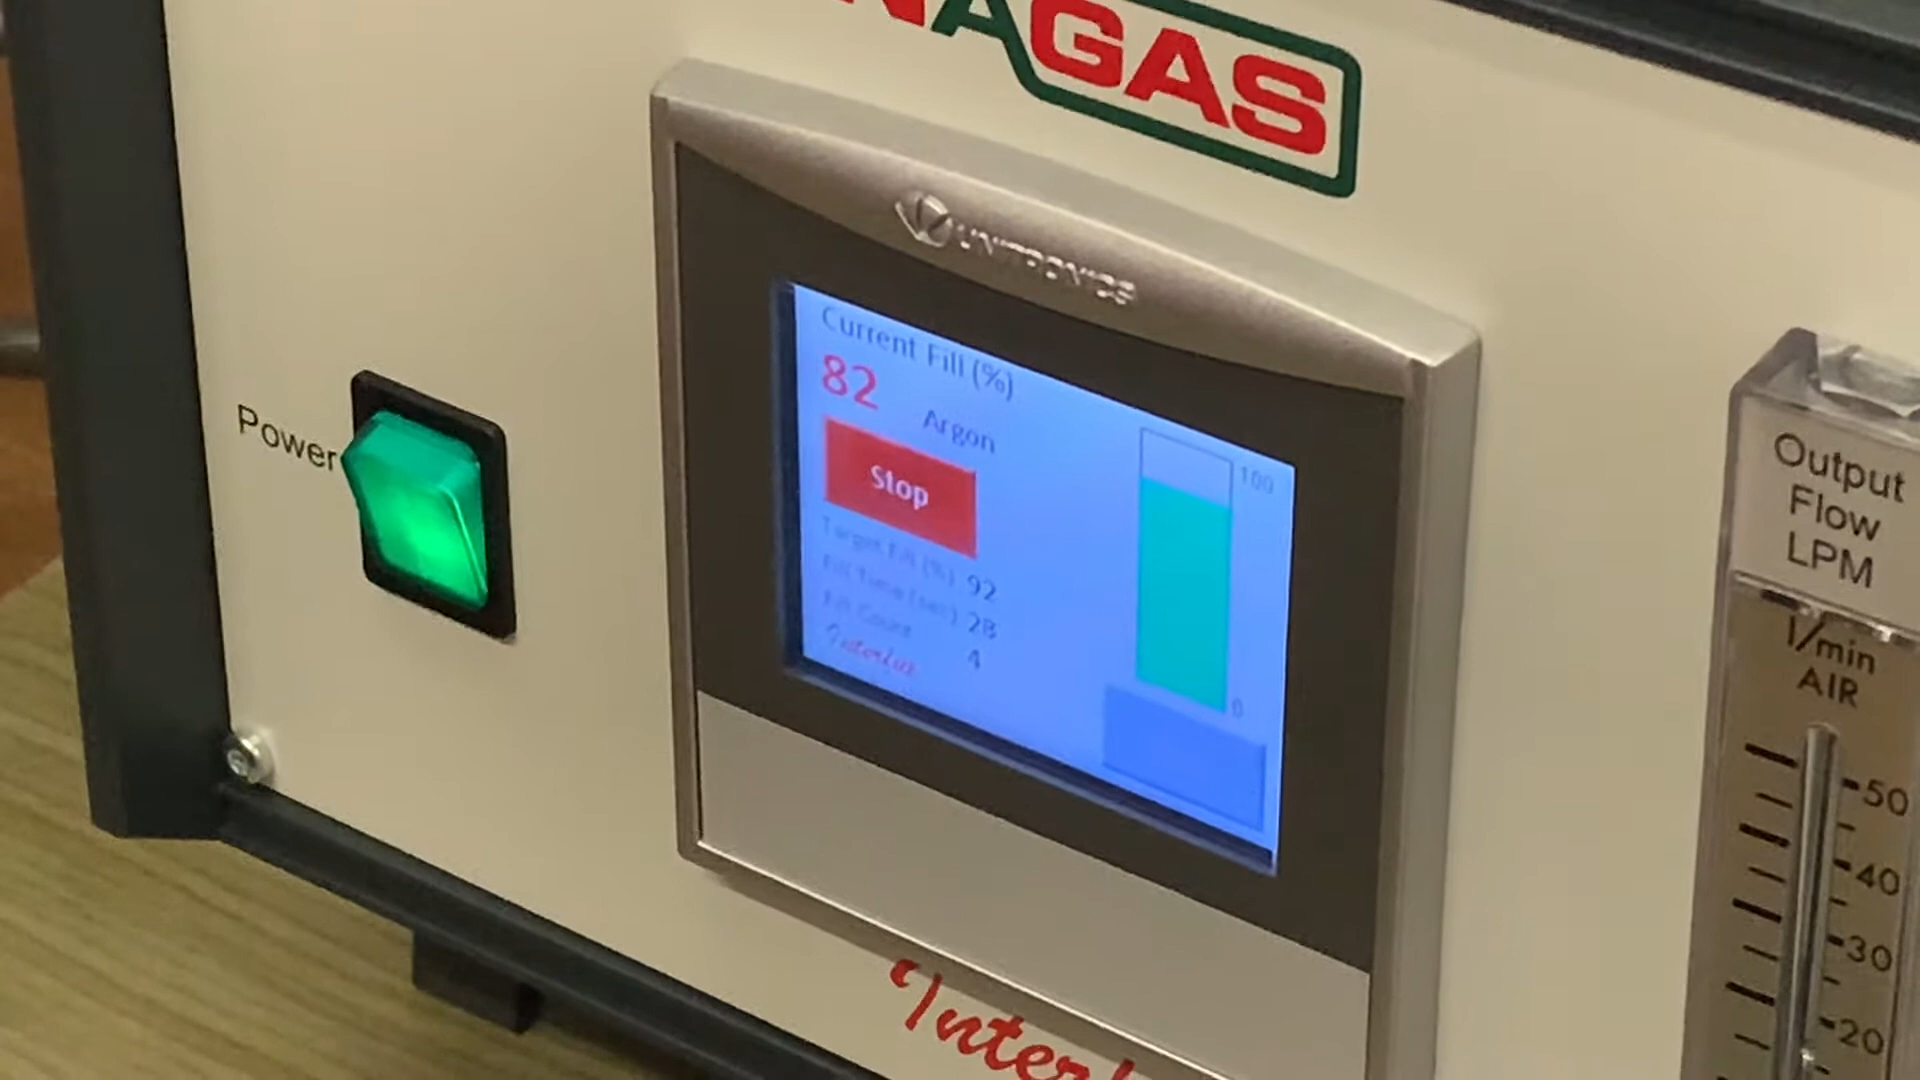 NAGAS
UNITRONICS
Current Fill (%)
82
Argon
Stop
100
Target Fill (%) 92
Fill Time (sec) 28
Fill Count 4
0
Power
Output
Flow
LPM
l/min
AIR
50
40
30
20